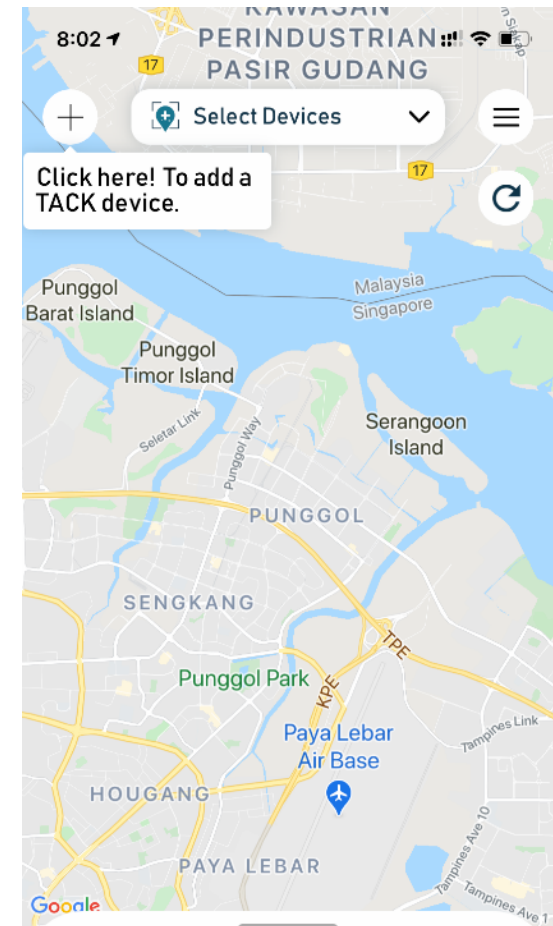 KAWASAN
8:02
PERINDUSTRIAN
17
PASIR GUDANG
Select Devices
Click here! To add a
TACK device.
17
Malaysia
Singapore
Punggol
Barat Island
Punggol
Timor Island
Seletar Link
Punggol Way
Serangoon
Island
PUNGGOL
SENGKANG
TPE
Punggol Park
KPE
Paya Lebar
Air Base
Tampines Link
HOUGANG
Tampines Ave 10
PAYA LEBAR
Tampines Ave 1
Google